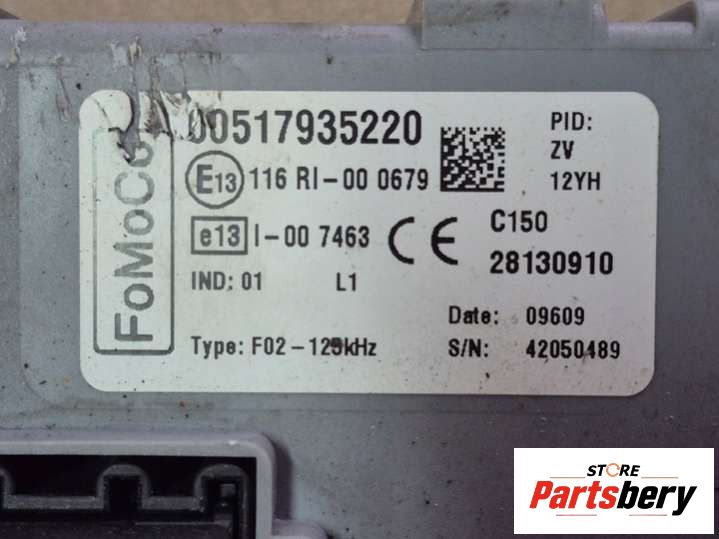 FoMoCo
00517935220
E13 116 RI-00 0679
e13 I-00 7463
IND: 01 L1
Type: F02-125kHz
PID:
ZV
12YH
CE C150
28130910
Date: 09609
S/N: 42050489
STORE
Partsbery